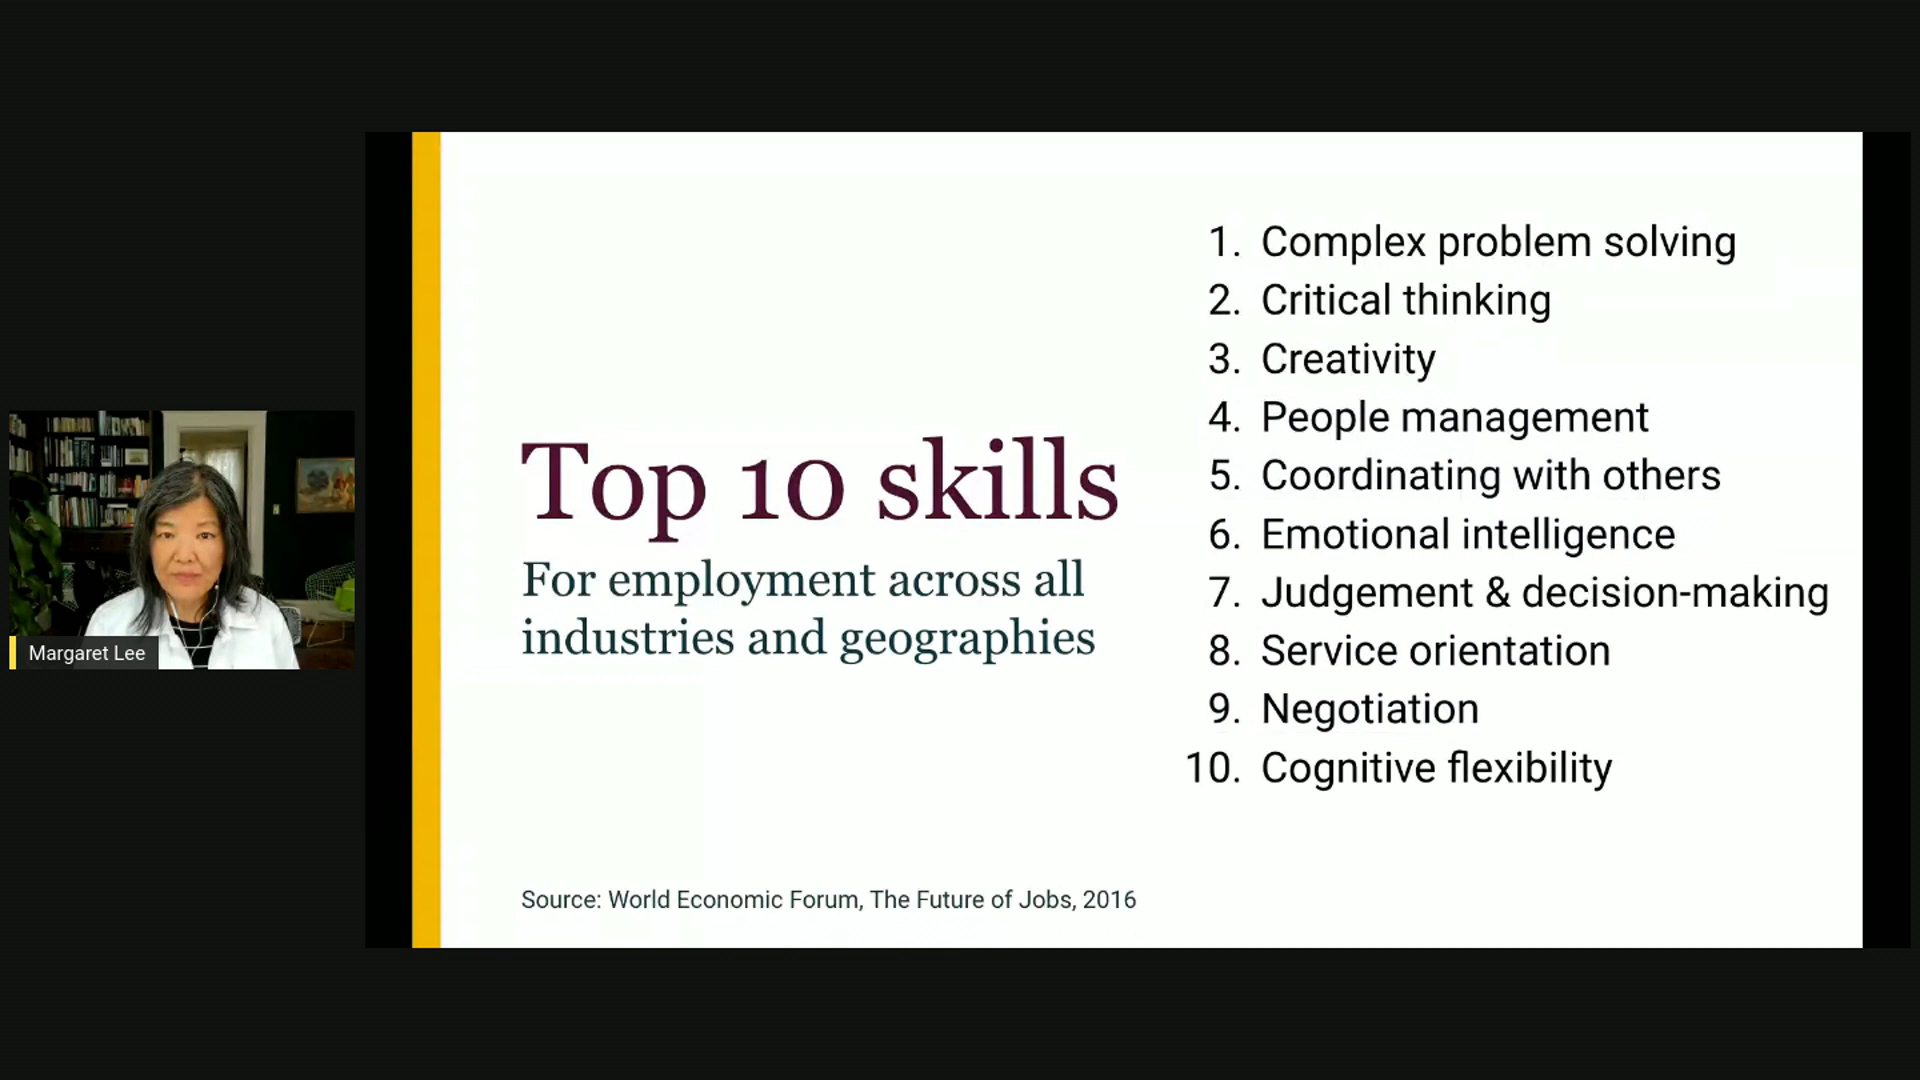 Margaret Lee
Top 10 skills
For employment across all
industries and geographies
1. Complex problem solving
2. Critical thinking
3. Creativity
4. People management
5. Coordinating with others
6. Emotional intelligence
7. Judgement & decision-making
8. Service orientation
9. Negotiation
10. Cognitive flexibility
Source: World Economic Forum, The Future of Jobs, 2016